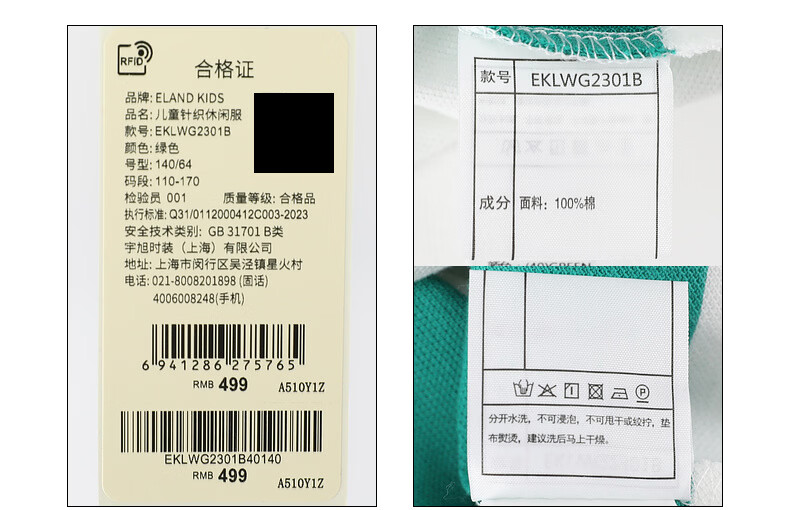 RFID
合格证
品牌: ELAND KIDS
品名: 儿童针织休闲服
款号: EKLWG2301B
颜色: 绿色
号型: 140/64
码段: 110-170
检验员 001 质量等级: 合格品
执行标准: Q31/0112000412C003-2023
安全技术类别: GB 31701 B类
宇旭时装（上海）有限公司
地址: 上海市闵行区吴泾镇星火村
电话: 021-8008201898 (固话)
4006008248(手机)
6 941286 275765
RMB 499 A510Y1Z
EKLWG2301B40140
RMB 499 A510Y1Z
款号 EKLWG2301B
成分 面料: 100%棉
分开水洗，不可浸泡，不可甩干或绞拧，垫
布熨烫，建议洗后马上干燥。